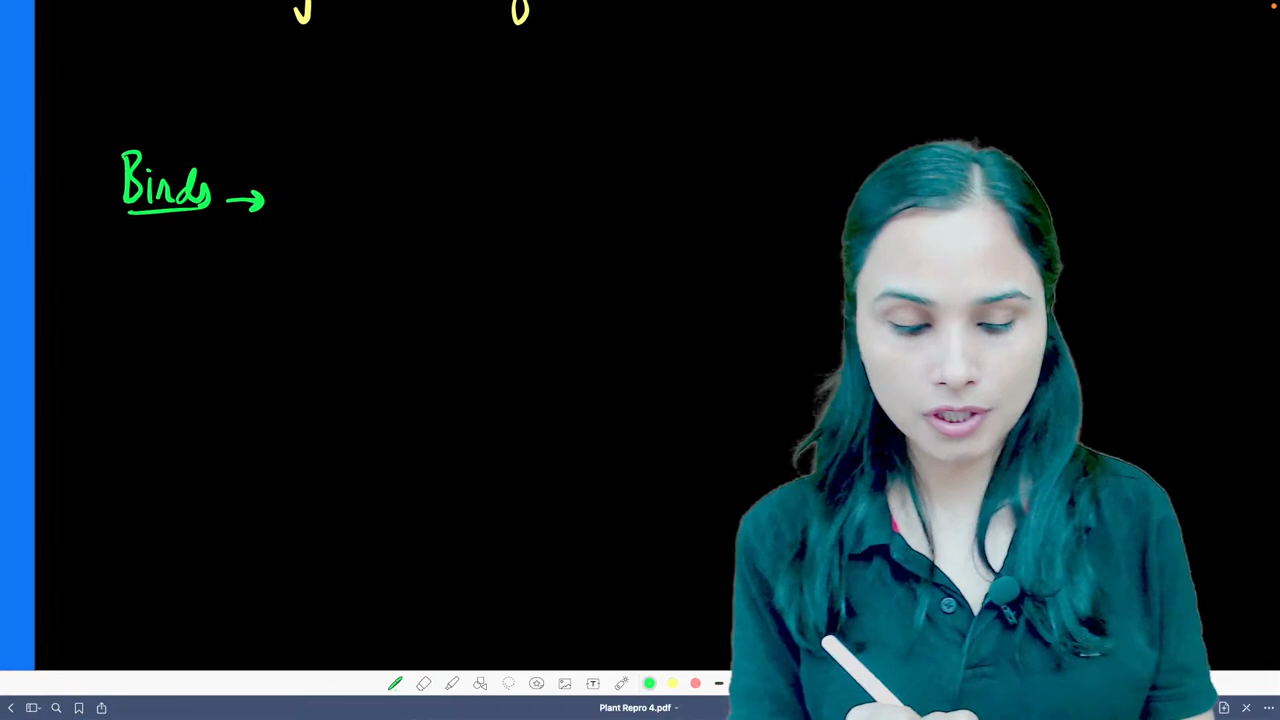 Birds →
Plant Repro 4.pdf